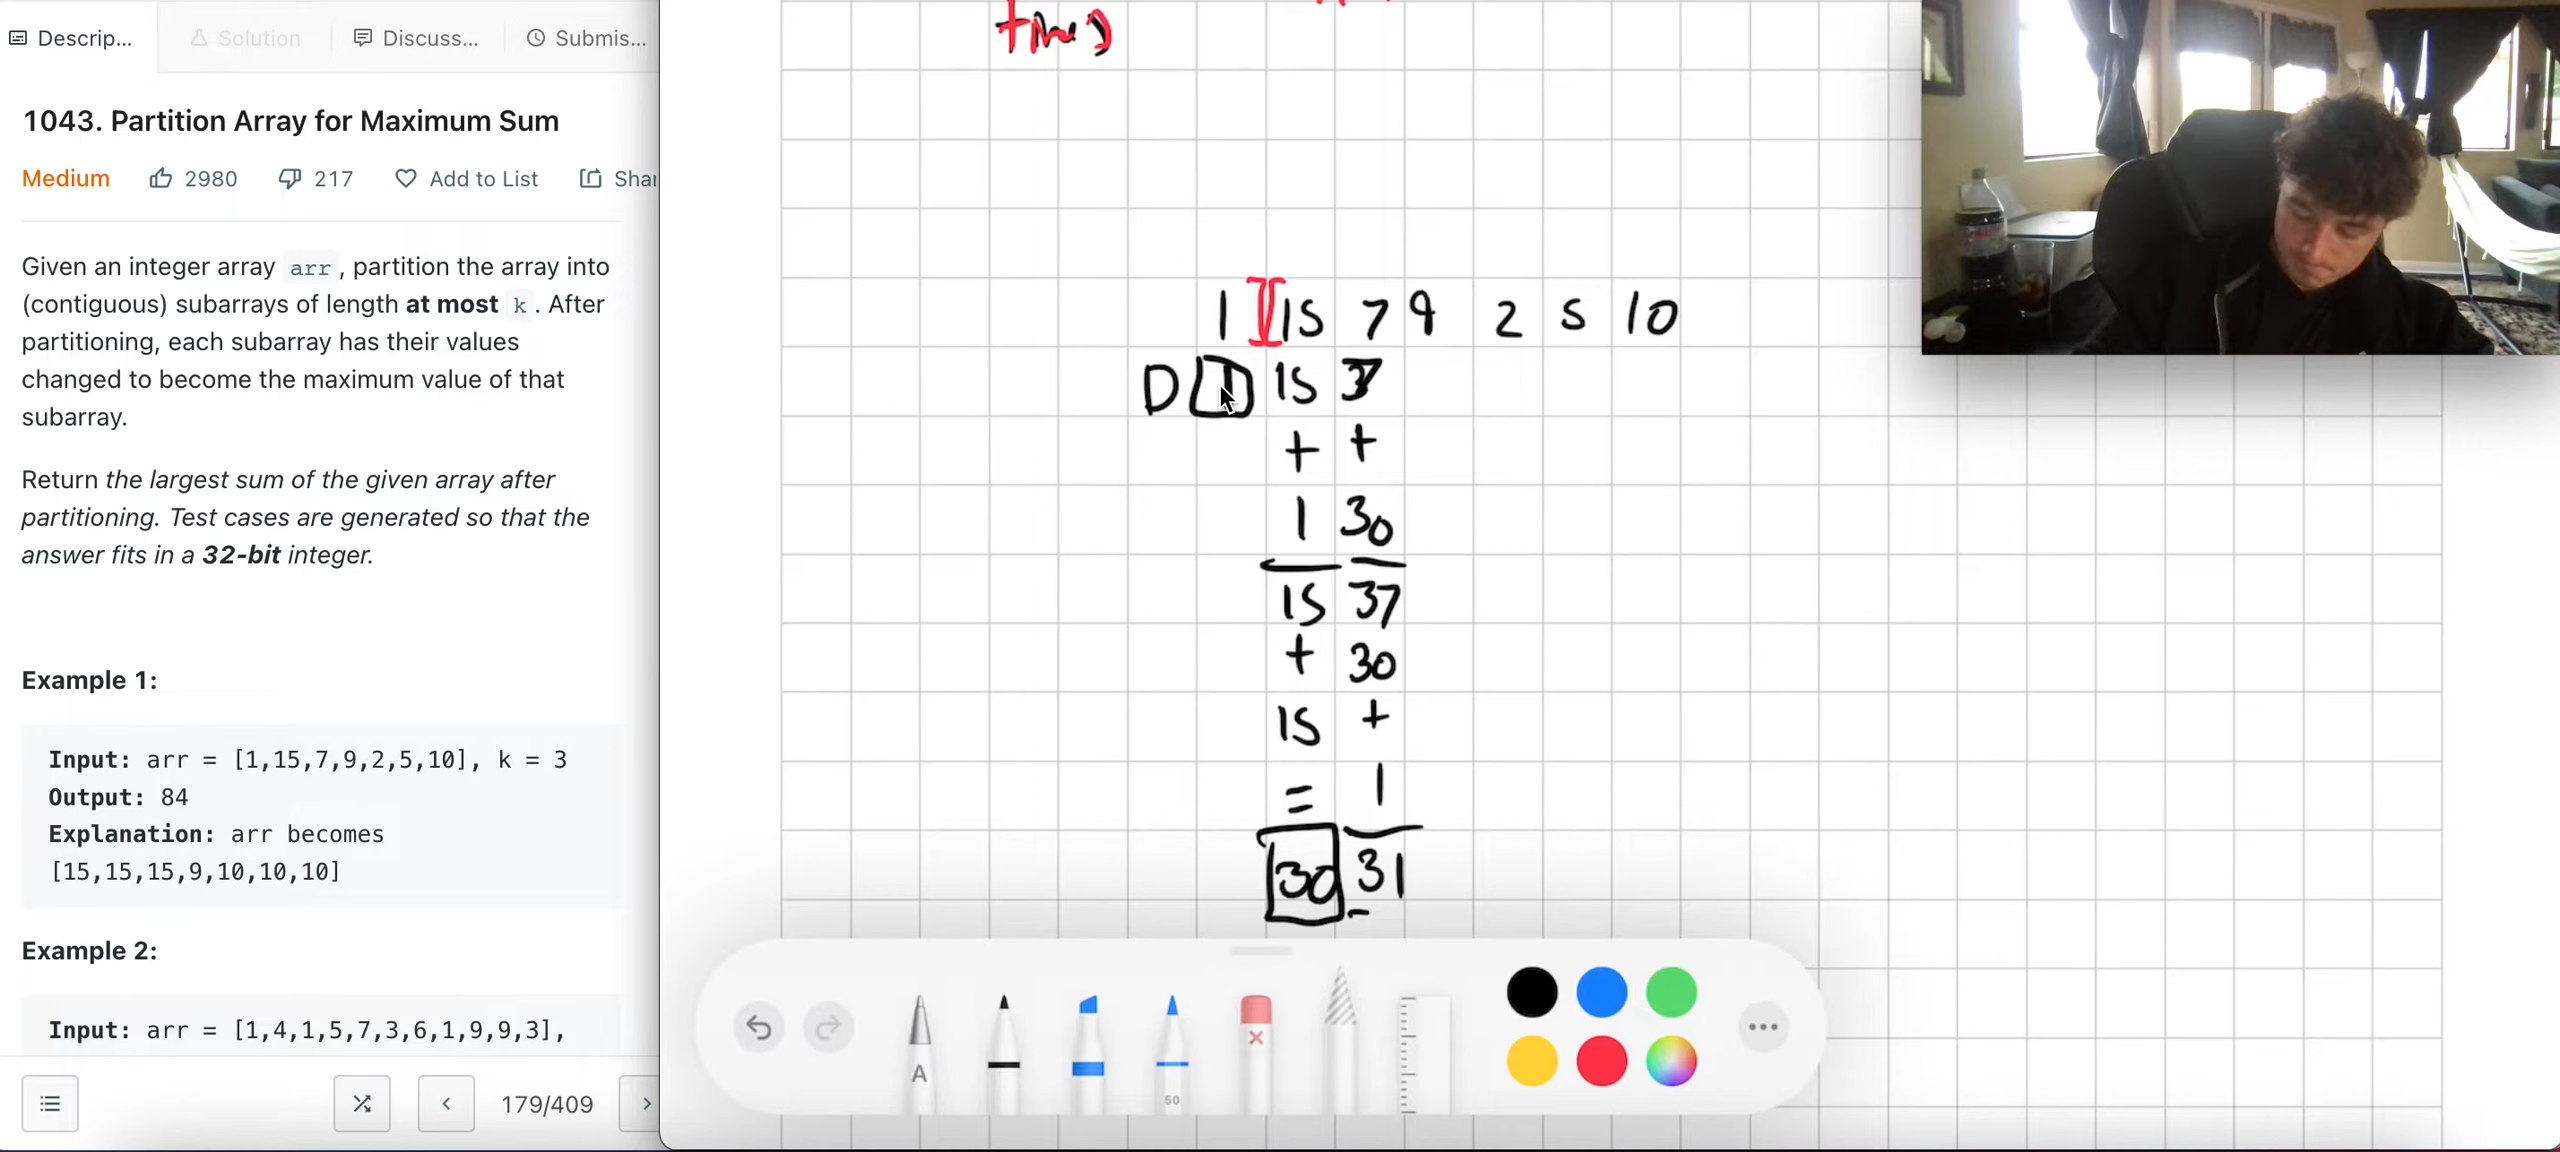 Descrip...
Solution
Discuss...
Submis...
1043. Partition Array for Maximum Sum
Medium 2980 217 Add to List Shar
Given an integer array arr , partition the array into
(contiguous) subarrays of length at most k . After
partitioning, each subarray has their values
changed to become the maximum value of that
subarray.
Return the largest sum of the given array after
partitioning. Test cases are generated so that the
answer fits in a 32-bit integer.
Example 1:
Input: arr = [1,15,7,9,2,5,10], k = 3
Output: 84
Explanation: arr becomes
[15,15,15,9,10,10,10]
Example 2:
Input: arr = [1,4,1,5,7,3,6,1,9,9,3],
179/409
times
1 15 7 9 2 5 10
D 1 15 37
+ +
1 30
15 37
+ 30
15 +
= 1
30 31
A
50